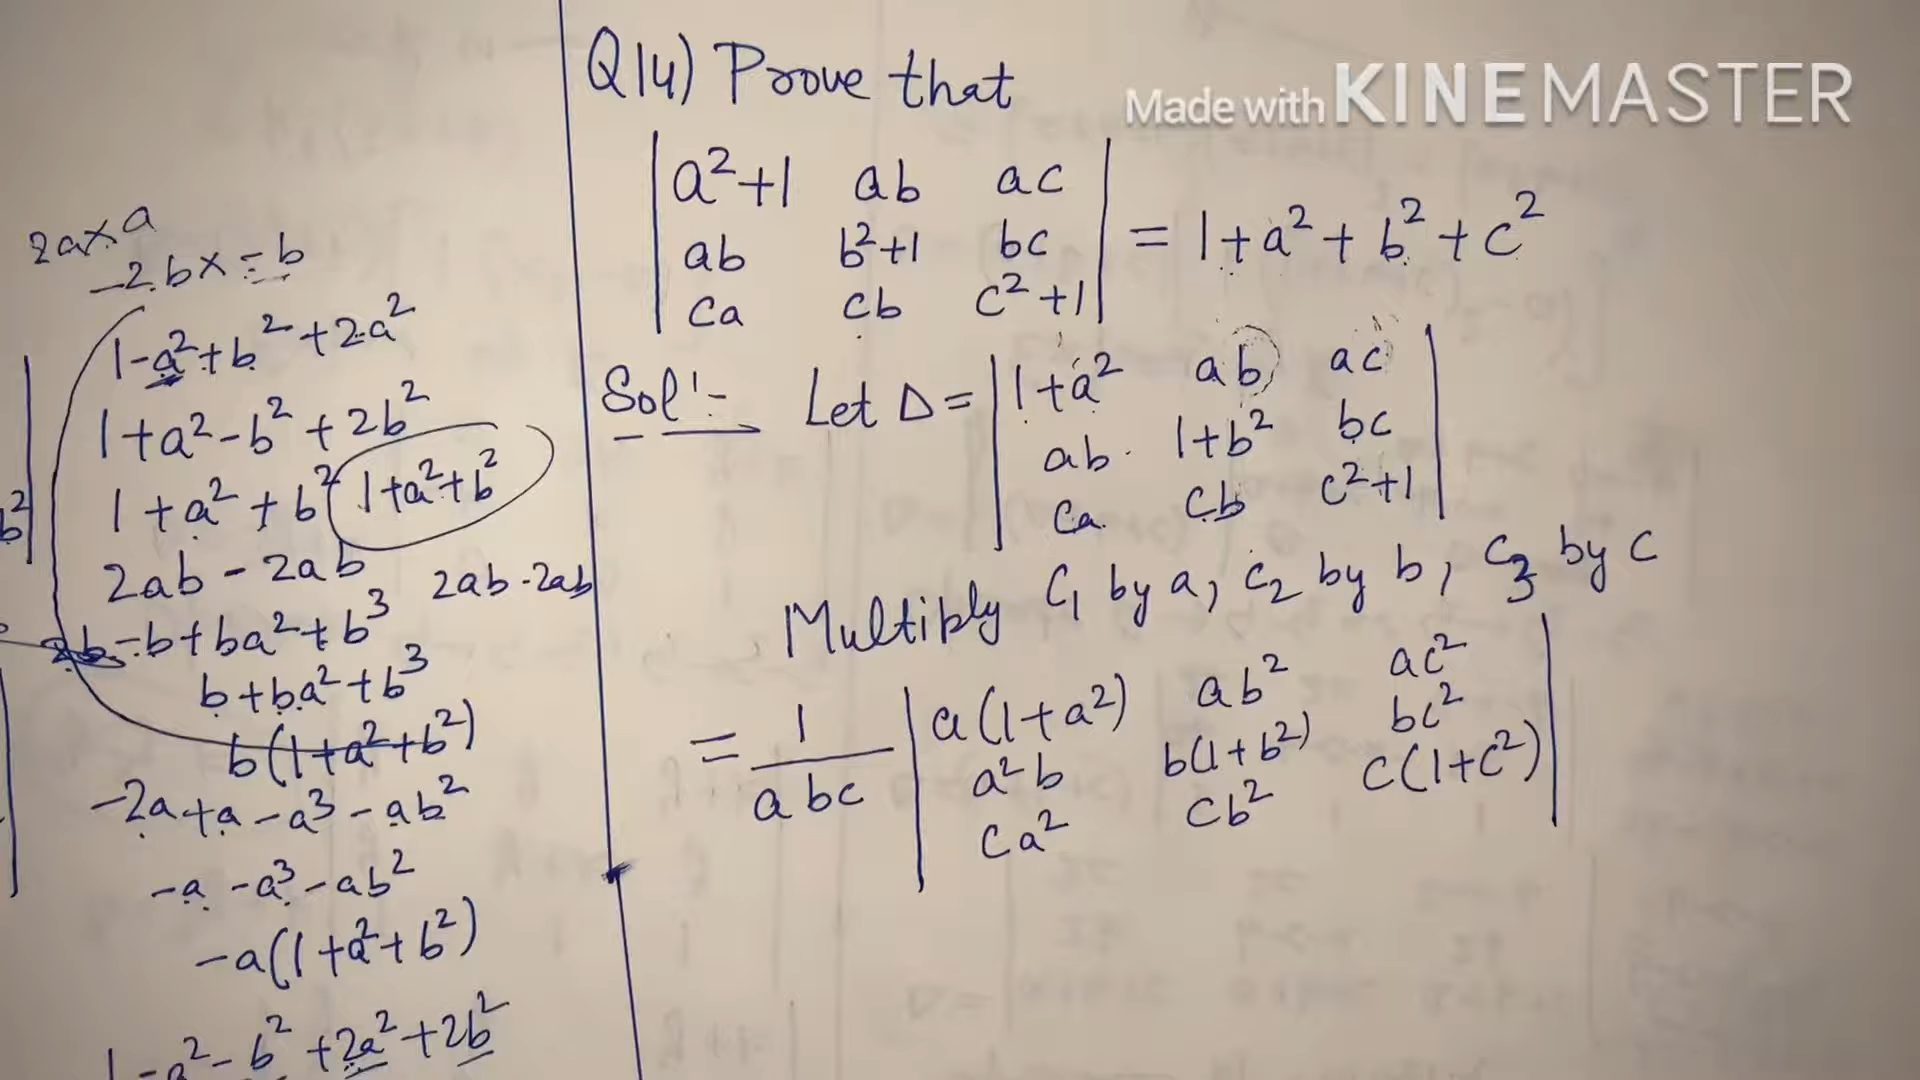 2a×a
-2b×=b
1-a²+b²+2a²
1+a²-b²+2b²
1+a²+b² 1+a²+b²
2ab-2ab 2ab-2ab
2b-b+ba²+b³
b+ba²+b³
b(1+a²+b²)
-2a+a-a³-ab²
-a-a³-ab²
-a(1+a²+b²)
1-a²-b²+2a²+2b²
b²
Q14) Prove that
Made with KINEMASTER
|a²+1 ab ac|
|ab b²+1 bc| = 1+a²+b²+c²
|ca cb c²+1|
Sol':- Let Δ= |1+a² ab ac|
|ab. 1+b² bc|
|ca. cb c²+1|
Multiply C₁ by a, C₂ by b, C₃ by c
= 1/abc |a(1+a²) ab² ac²|
|a²b b(1+b²) bc²|
|ca² cb² c(1+c²)|